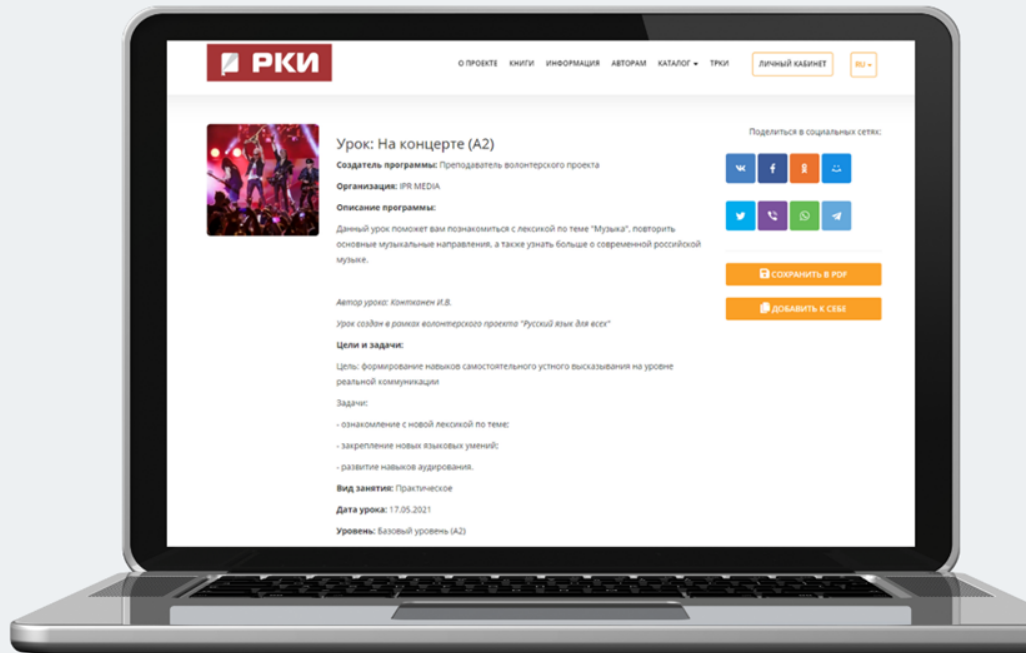 РКИ
О ПРОЕКТЕ КНИГИ ИНФОРМАЦИЯ АВТОРАМ КАТАЛОГ ТРКИ ЛИЧНЫЙ КАБИНЕТ RU
Урок: На концерте (А2)
Создатель программы: Преподаватель волонтерского проекта
Организация: IPR MEDIA
Описание программы:
Данный урок поможет вам познакомиться с лексикой по теме "Музыка", повторить
основные музыкальные направления, а также узнать больше о современной российской
музыке.
Автор урока: Контканен И.В.
Урок создан в рамках волонтерского проекта "Русский язык для всех"
Цели и задачи:
Цель: формирование навыков самостоятельного устного высказывания на уровне
реальной коммуникации
Задачи:
- ознакомление с новой лексикой по теме;
- закрепление новых языковых умений;
- развитие навыков аудирования.
Вид занятия: Практическое
Дата урока: 17.05.2021
Уровень: Базовый уровень (А2)
Поделиться в социальных сетях:
СОХРАНИТЬ В PDF
ДОБАВИТЬ К СЕБЕ